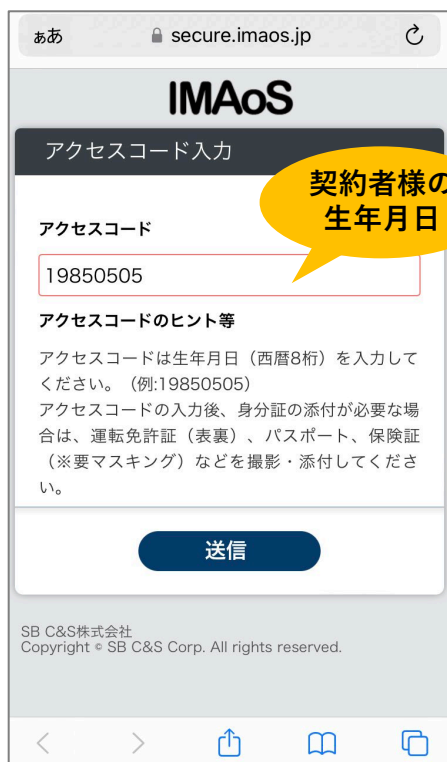 ぁあ secure.imaos.jp
IMAoS
アクセスコード入力
契約者様の
生年月日
アクセスコード
19850505
アクセスコードのヒント等
アクセスコードは生年月日（西暦8桁）を入力して
ください。（例:19850505）
アクセスコードの入力後、身分証の添付が必要な場
合は、運転免許証（表裏）、パスポート、保険証
（※要マスキング）などを撮影・添付してくださ
い。
送信
SB C&S株式会社
Copyright © SB C&S Corp. All rights reserved.